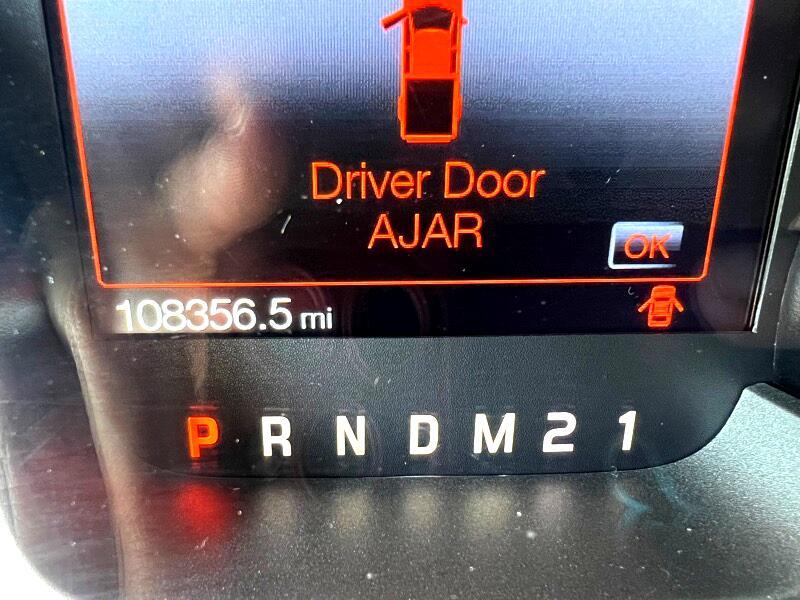 Driver Door
AJAR
OK
108356.5 mi
P R N D M 2 1